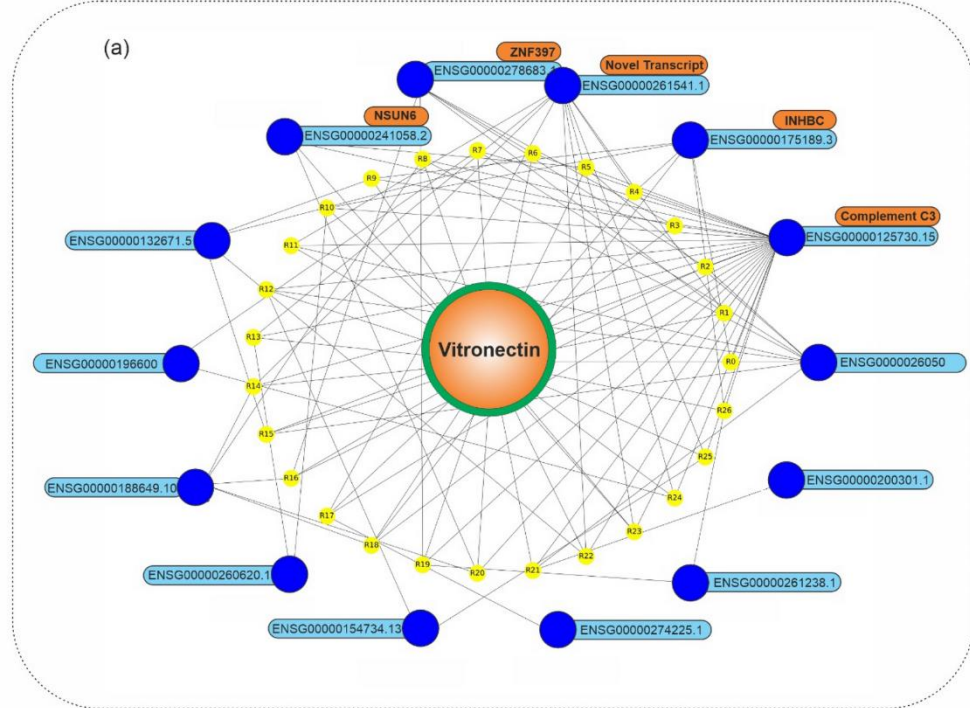 (a)
ZNF397
ENSG00000278683.1
Novel Transcript
ENSG00000261541.1
NSUN6
ENSG00000241058.2
INHBC
ENSG00000175189.3
Complement C3
ENSG00000125730.15
ENSG00000132671.5
ENSG00000196600
ENSG0000026050
ENSG00000188649.10
ENSG00000200301.1
ENSG00000260620.1
ENSG00000261238.1
ENSG00000154734.13
ENSG00000274225.1
Vitronectin
R0
R1
R2
R3
R4
R5
R6
R7
R8
R9
R10
R11
R12
R13
R14
R15
R16
R17
R18
R19
R20
R21
R22
R23
R24
R25
R26